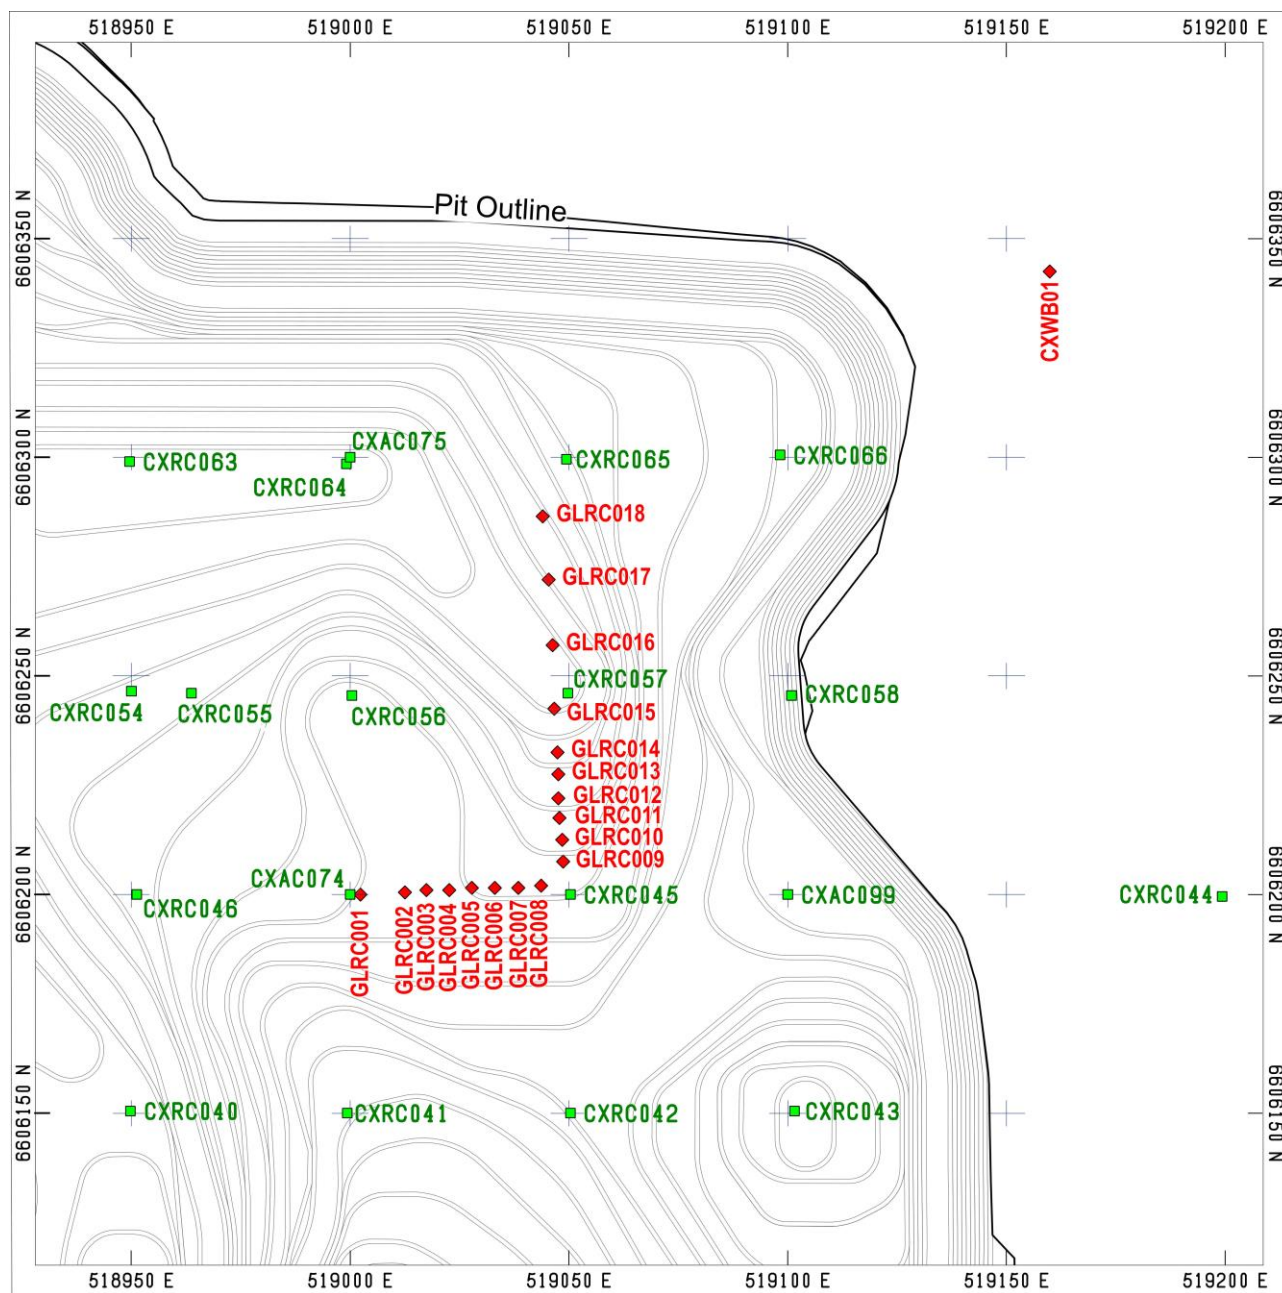 518950 E
519000 E
519050 E
519100 E
519150 E
519200 E
Pit Outline
6606350 N
6606350 N
CXWB01
6606300 N
6606300 N
CXAC075
CXRC063
CXRC064
CXRC065
CXRC066
GLRC018
GLRC017
GLRC016
6606250 N
6606250 N
CXRC057
CXRC054
CXRC055
CXRC056
GLRC015
CXRC058
GLRC014
GLRC013
GLRC012
GLRC011
GLRC010
GLRC009
6606200 N
6606200 N
CXAC074
CXRC046
CXRC045
CXAC099
CXRC044
GLRC001
GLRC002
GLRC003
GLRC004
GLRC005
GLRC006
GLRC007
GLRC008
6606150 N
6606150 N
CXRC040
CXRC041
CXRC042
CXRC043
518950 E
519000 E
519050 E
519100 E
519150 E
519200 E